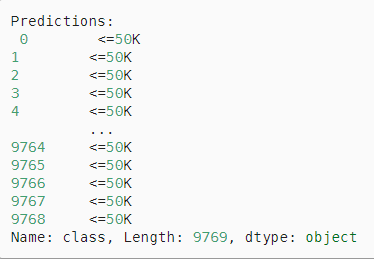 Predictions:
0 <=50K
1 <=50K
2 <=50K
3 <=50K
4 <=50K
...
9764 <=50K
9765 <=50K
9766 <=50K
9767 <=50K
9768 <=50K
Name: class, Length: 9769, dtype: object